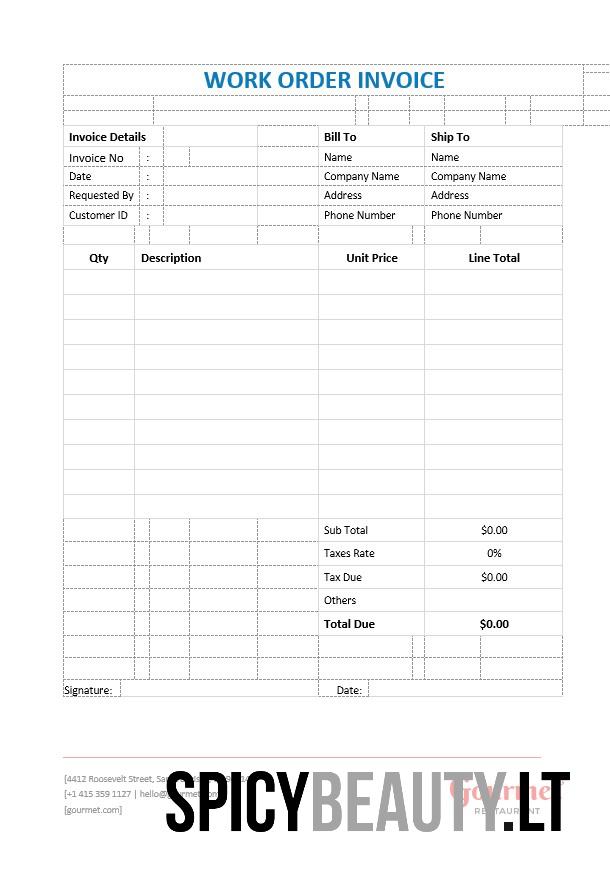 WORK ORDER INVOICE
Invoice Details Bill To Ship To
Invoice No : Name Name
Date : Company Name Company Name
Requested By : Address Address
Customer ID : Phone Number Phone Number
Qty Description Unit Price Line Total
Sub Total $0.00
Taxes Rate 0%
Tax Due $0.00
Others
Total Due $0.00
Signature: Date:
[4412 Roosevelt Street,
[+1 415 359 1127 | hello@gourmet.com]
[gourmet.com]
Gourmet
RESTAURANT
SPICYBEAUTY.LT